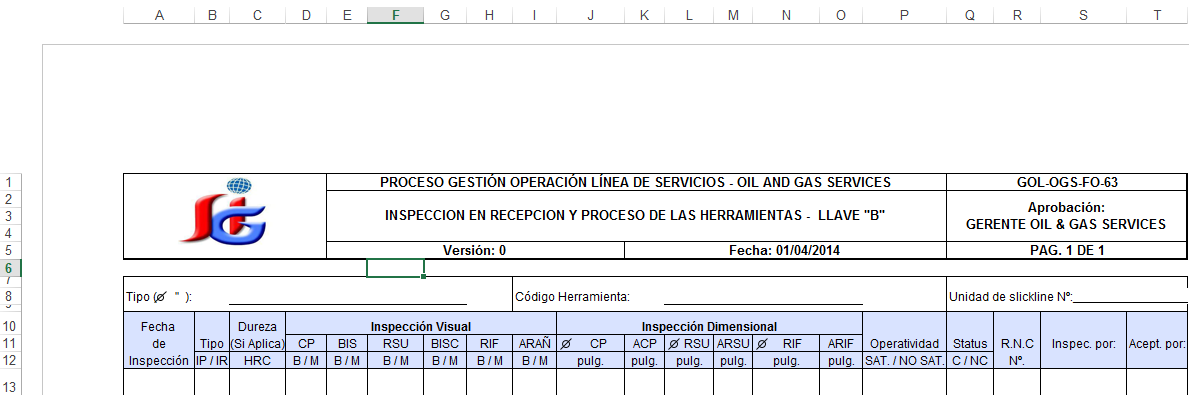 A B C D E F G H I J K L M N O P Q R S T
1 PROCESO GESTIÓN OPERACIÓN LÍNEA DE SERVICIOS - OIL AND GAS SERVICES GOL-OGS-FO-63
2
3 INSPECCION EN RECEPCION Y PROCESO DE LAS HERRAMIENTAS - LLAVE "B" Aprobación:
4 GERENTE OIL & GAS SERVICES
5 Versión: 0 Fecha: 01/04/2014 PAG. 1 DE 1
6
7
8 Tipo (Ø " ): Código Herramienta: Unidad de slickline Nº:
9
10 Fecha Dureza Inspección Visual Inspección Dimensional
11 de Tipo (Si Aplica) CP BIS RSU BISC RIF ARAÑ Ø CP ACP Ø RSU ARSU Ø RIF ARIF Operatividad Status R.N.C Inspec. por: Acept. por:
12 Inspección IP / IR HRC B / M B / M B / M B / M B / M B / M pulg. pulg. pulg. pulg. pulg. pulg. SAT. / NO SAT. C / NC Nº.
13